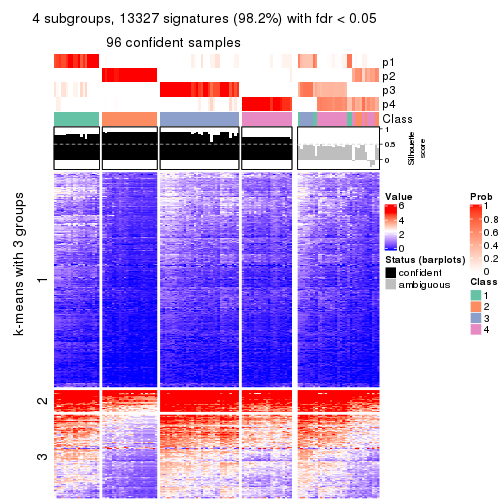 4 subgroups, 13327 signatures (98.2%) with fdr < 0.05
96 confident samples
p1
p2
p3
p4
Class
1
0.5
0
Silhouette
score
k-means with 3 groups
1
2
3
Value
6
4
2
0
Status (barplots)
confident
ambiguous
Prob
1
0.8
0.6
0.4
0.2
0
Class
1
2
3
4